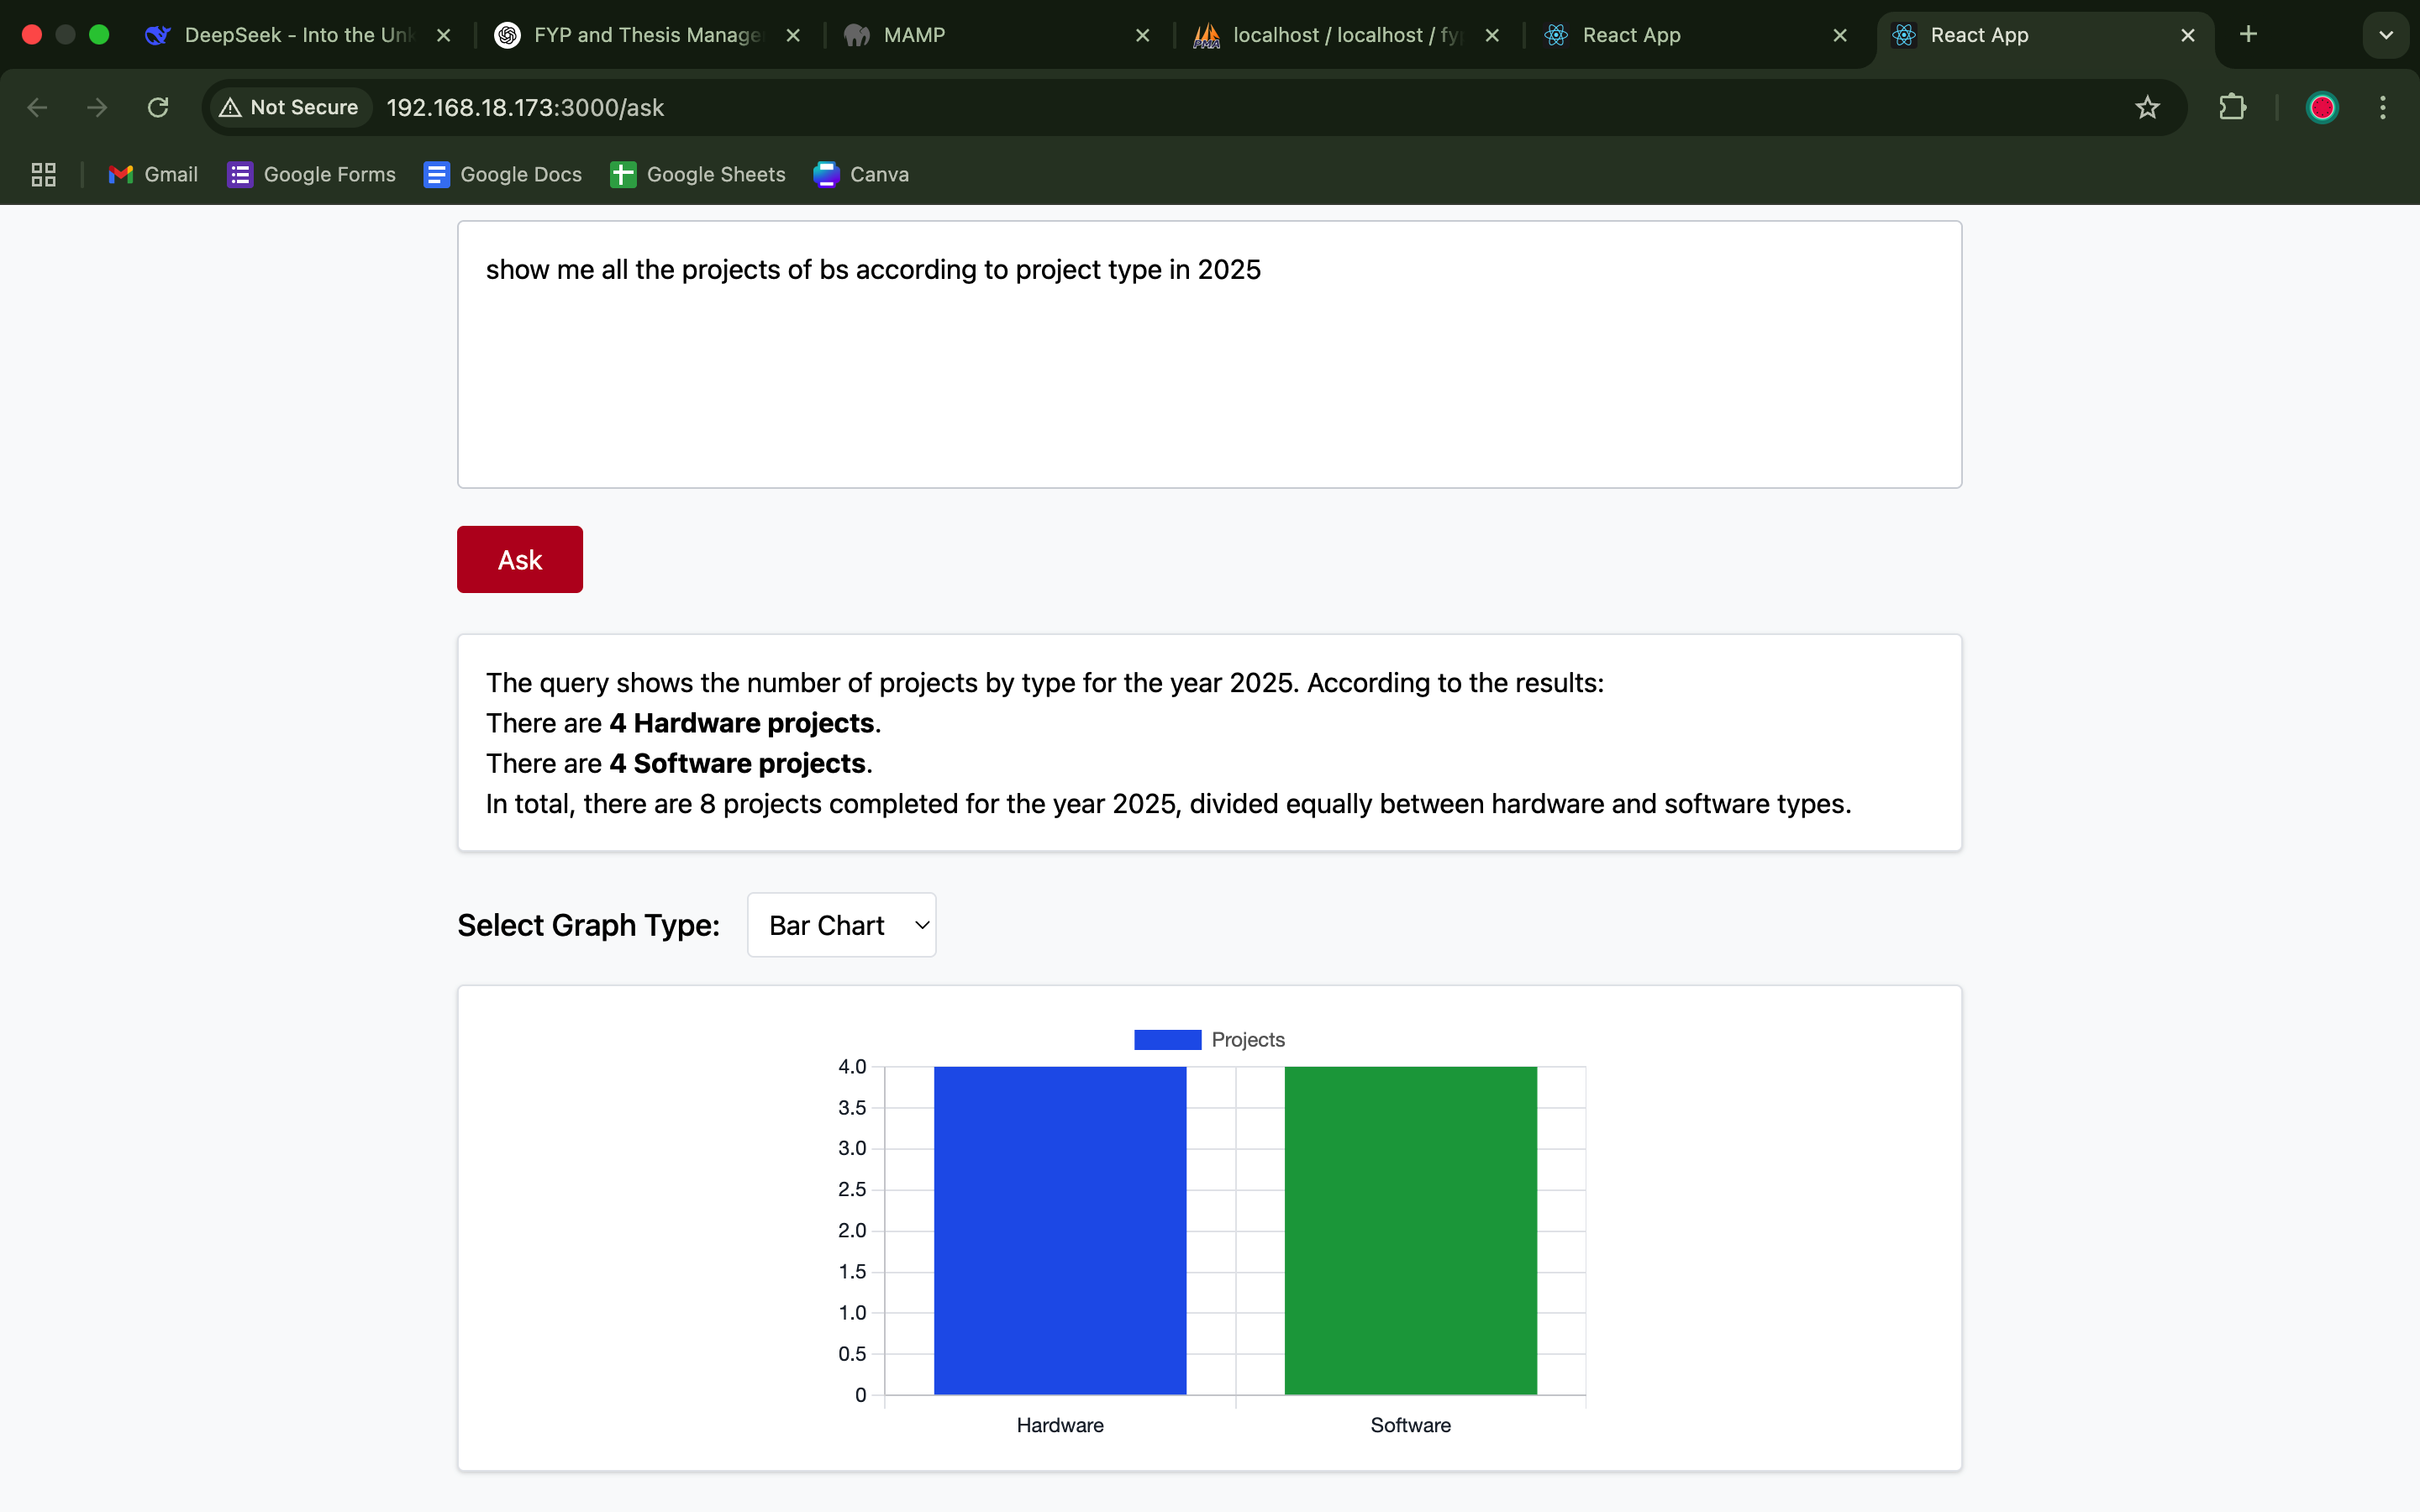 DeepSeek - Into the Un
FYP and Thesis Manage
MAMP
localhost / localhost / fy
React App
React App
Not Secure
192.168.18.173:3000/ask
Gmail
Google Forms
Google Docs
Google Sheets
Canva
show me all the projects of bs according to project type in 2025
Ask
The query shows the number of projects by type for the year 2025. According to the results:
There are 4 Hardware projects.
There are 4 Software projects.
In total, there are 8 projects completed for the year 2025, divided equally between hardware and software types.
Select Graph Type:
Bar Chart
Projects
4.0
3.5
3.0
2.5
2.0
1.5
1.0
0.5
0
Hardware
Software